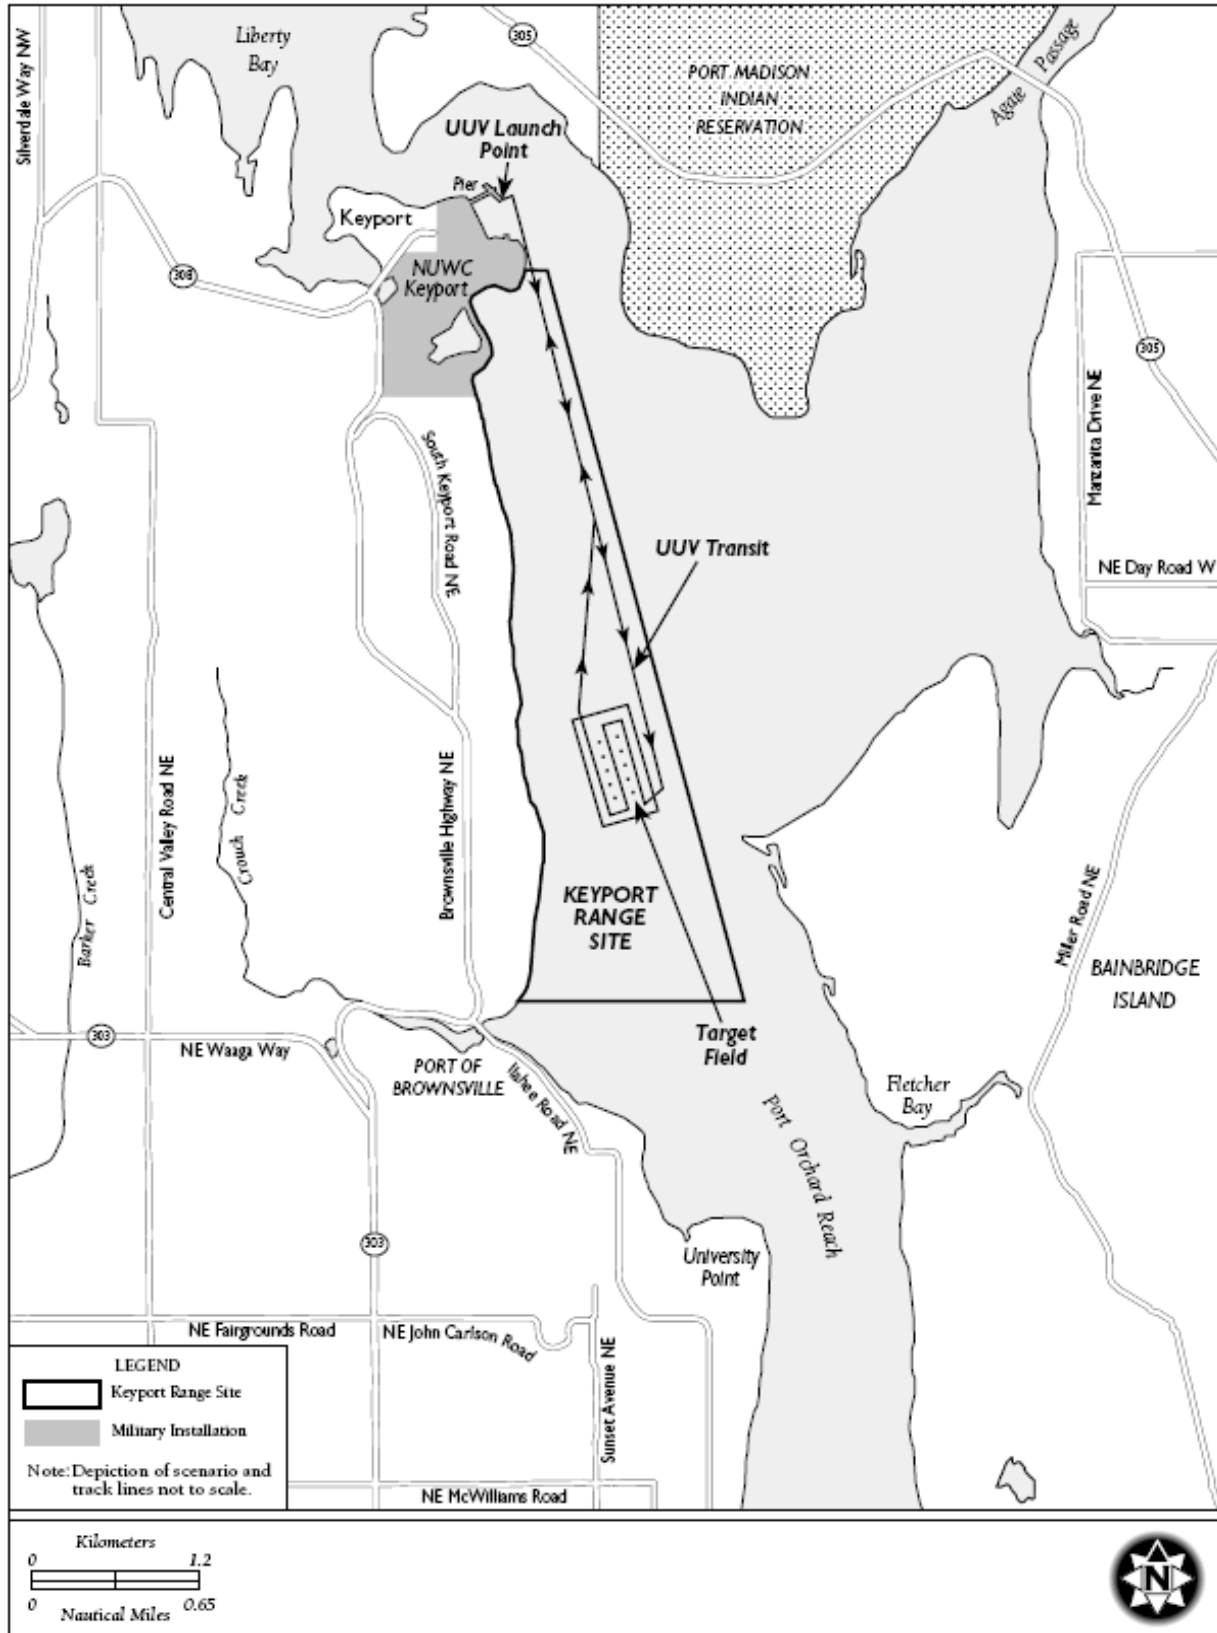 Silverdale Way NW
Liberty
Bay
305
PORT MADISON
INDIAN
RESERVATION
Agate Passage
UUV Launch
Point
Pier
Keyport
308
NUWC
Keyport
305
Manzanita Drive NE
South Keyport Road NE
UUV Transit
NE Day Road W
Central Valley Road NE
Crouch Creek
Brownsville Highway NE
Barker Creek
KEYPORT
RANGE
SITE
Miller Road NE
BAINBRIDGE
ISLAND
303
NE Waaga Way
PORT OF
BROWNSVILLE
Illahee Road NE
Target
Field
Fletcher
Bay
Port Orchard Reach
303
University
Point
NE Fairgrounds Road
NE John Carlson Road
Sunset Avenue NE
LEGEND
Keyport Range Site
Military Installation
Note: Depiction of scenario and
track lines not to scale.
NE McWilliams Road
Kilometers
0 1.2
0 0.65
Nautical Miles
N